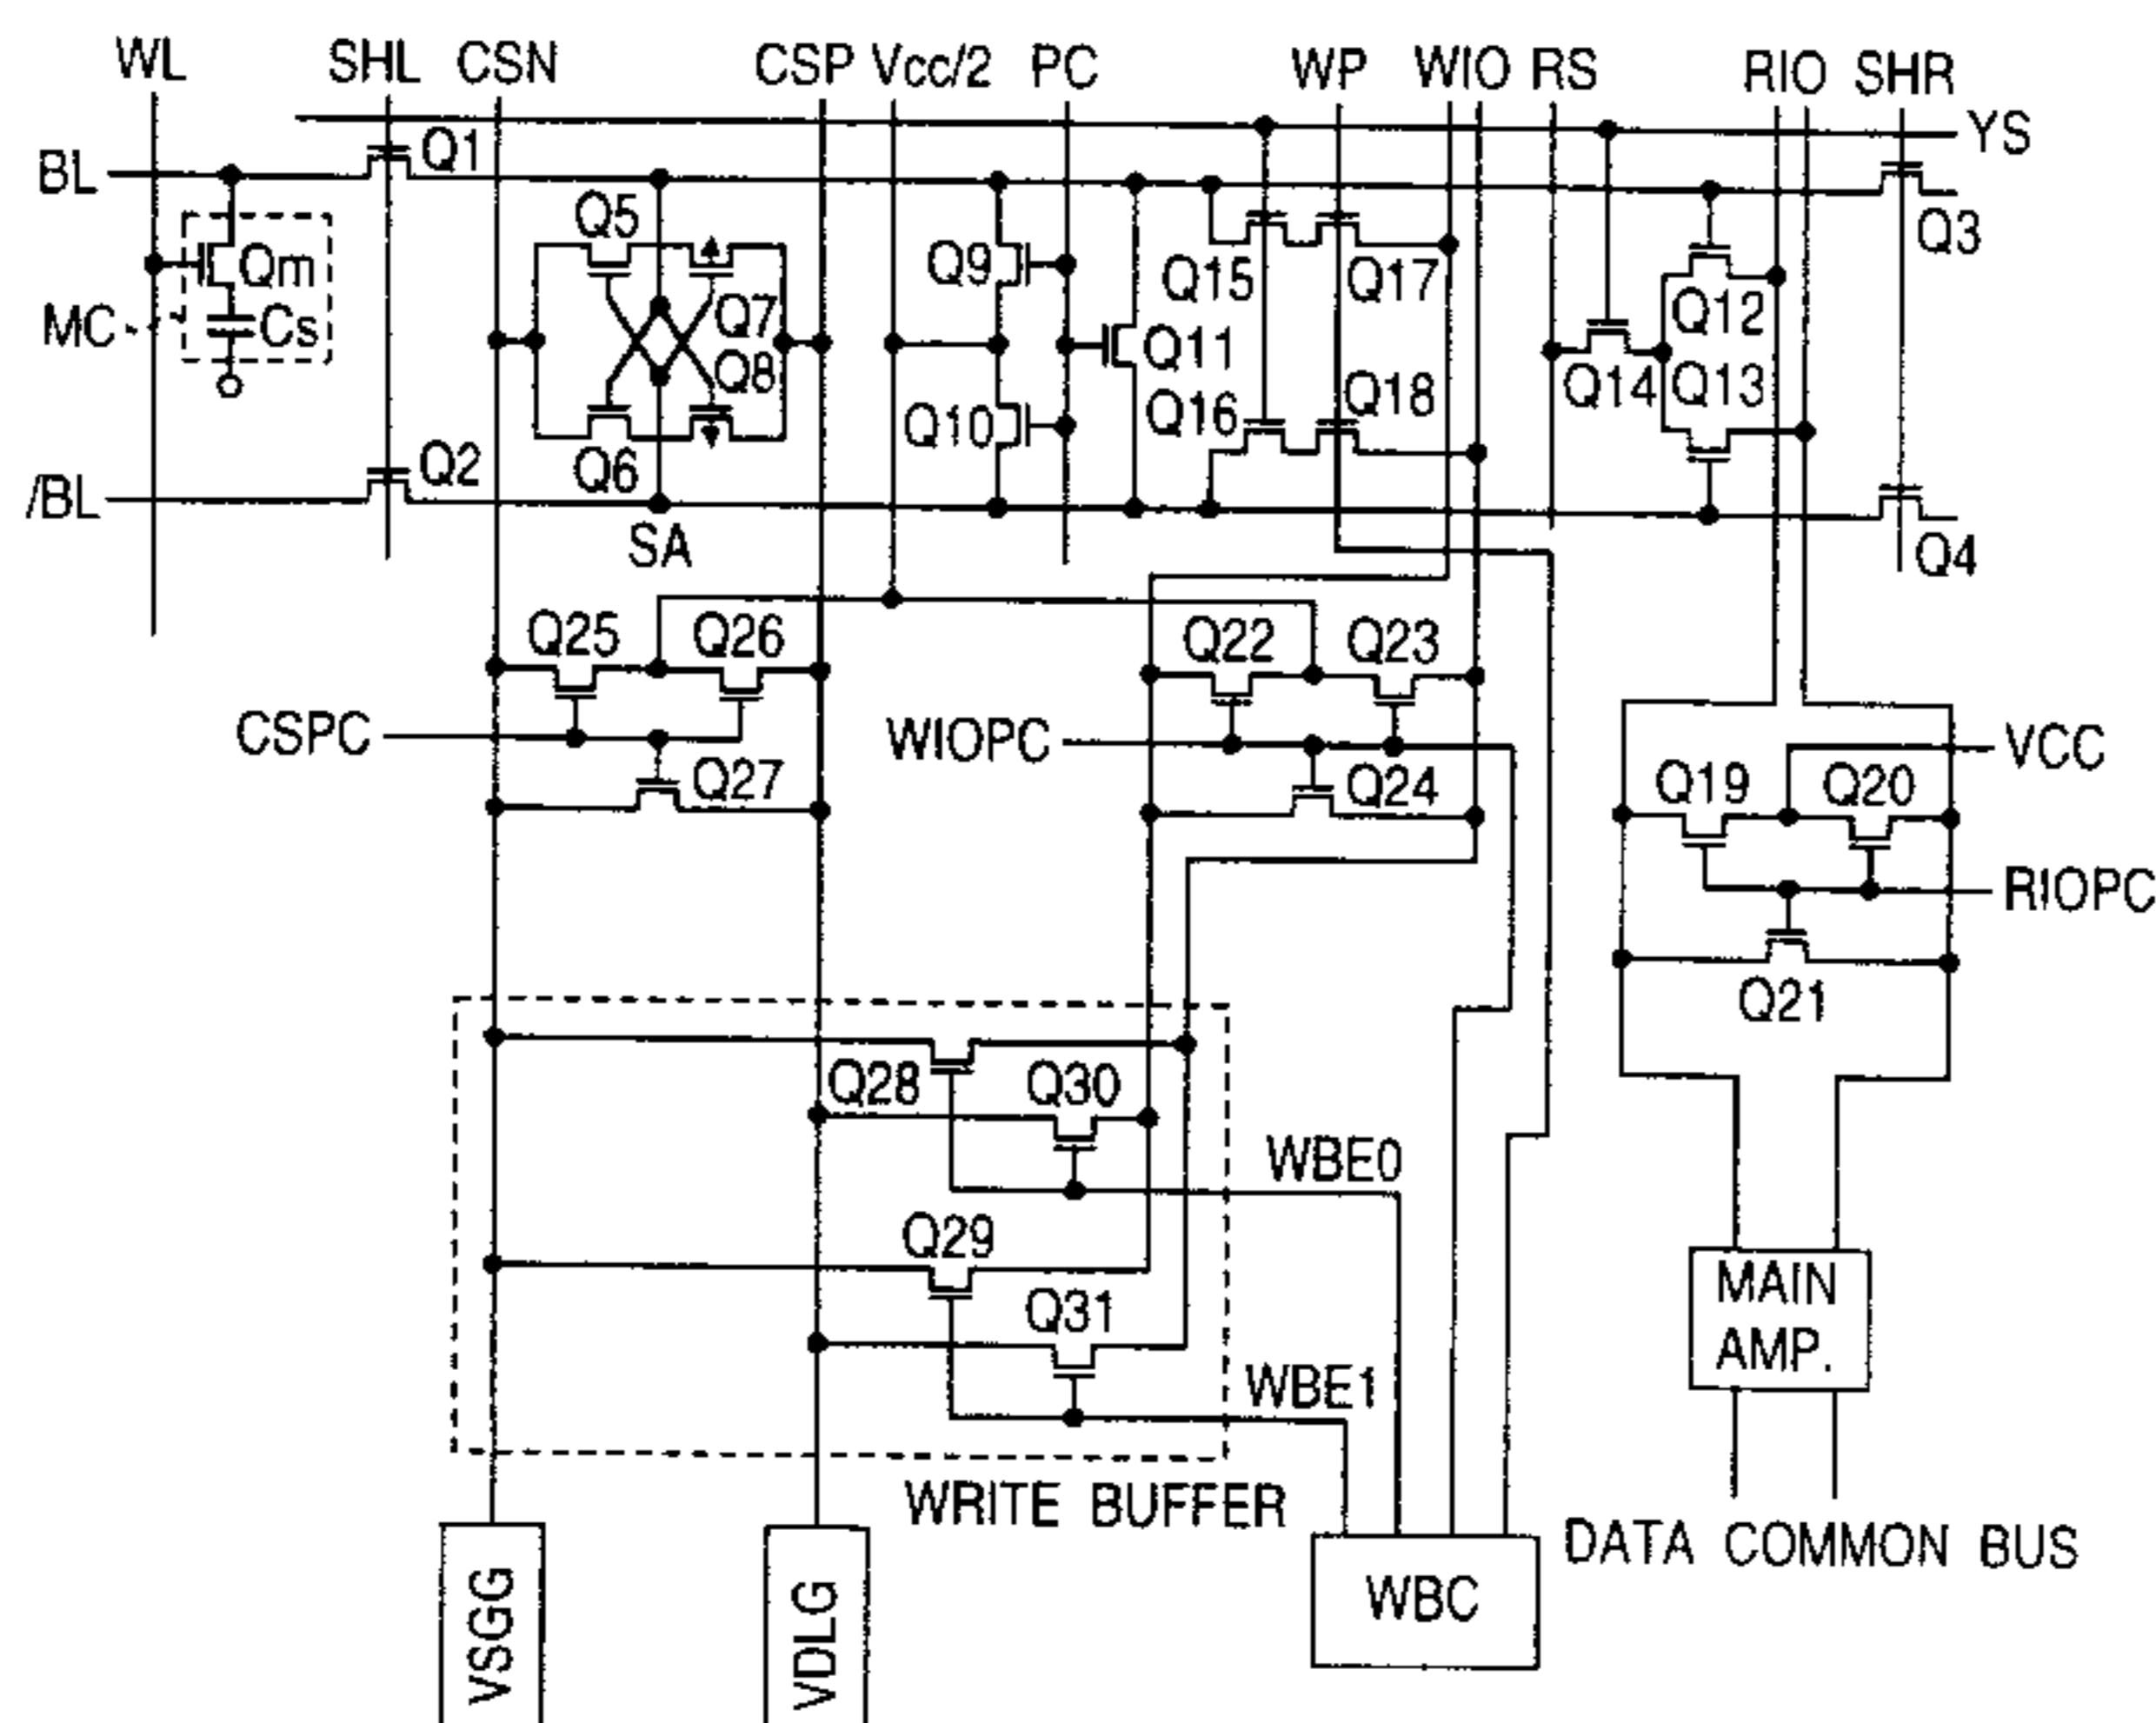 WL SHL CSN CSP Vcc/2 PC WP WIO RS RIO SHR
YS
BL Q1
Q5
Q3
Qm Q9 Q15 Q17
MC Cs Q7 Q12
Q11
Q8 Q14 Q13
Q16 Q18
Q10
Q2 Q6
/BL
SA Q4
Q25 Q26 Q22 Q23
CSPC WIOPC VCC
Q27 Q24 Q19 Q20
RIOPC
Q21
Q28 Q30
WBE0
Q29
Q31
MAIN
AMP.
WBE1
WRITE BUFFER
DATA COMMON BUS
VSGG VDLG WBC